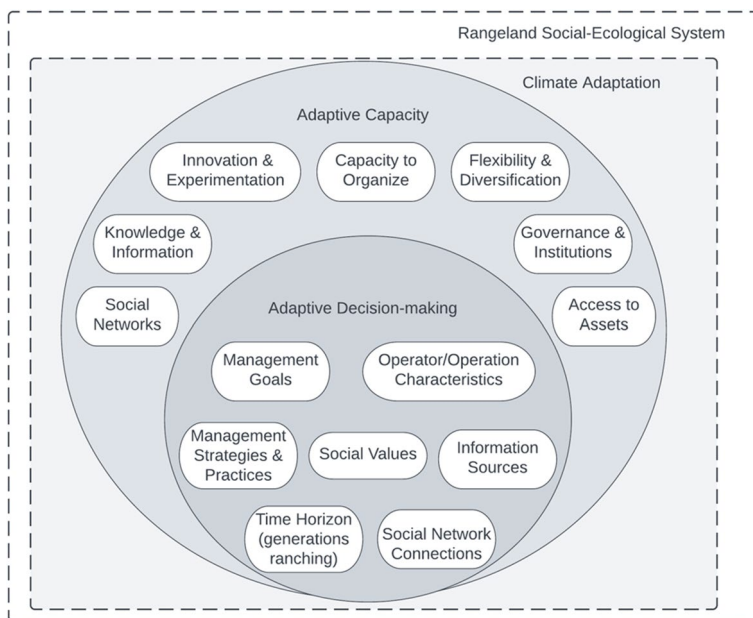 Rangeland Social-Ecological System
Climate Adaptation
Adaptive Capacity
Innovation &
Experimentation
Capacity to
Organize
Flexibility &
Diversification
Knowledge &
Information
Governance &
Institutions
Social
Networks
Access to
Assets
Adaptive Decision-making
Management
Goals
Operator/Operation
Characteristics
Management
Strategies &
Practices
Social Values
Information
Sources
Time Horizon
(generations
ranching)
Social Network
Connections